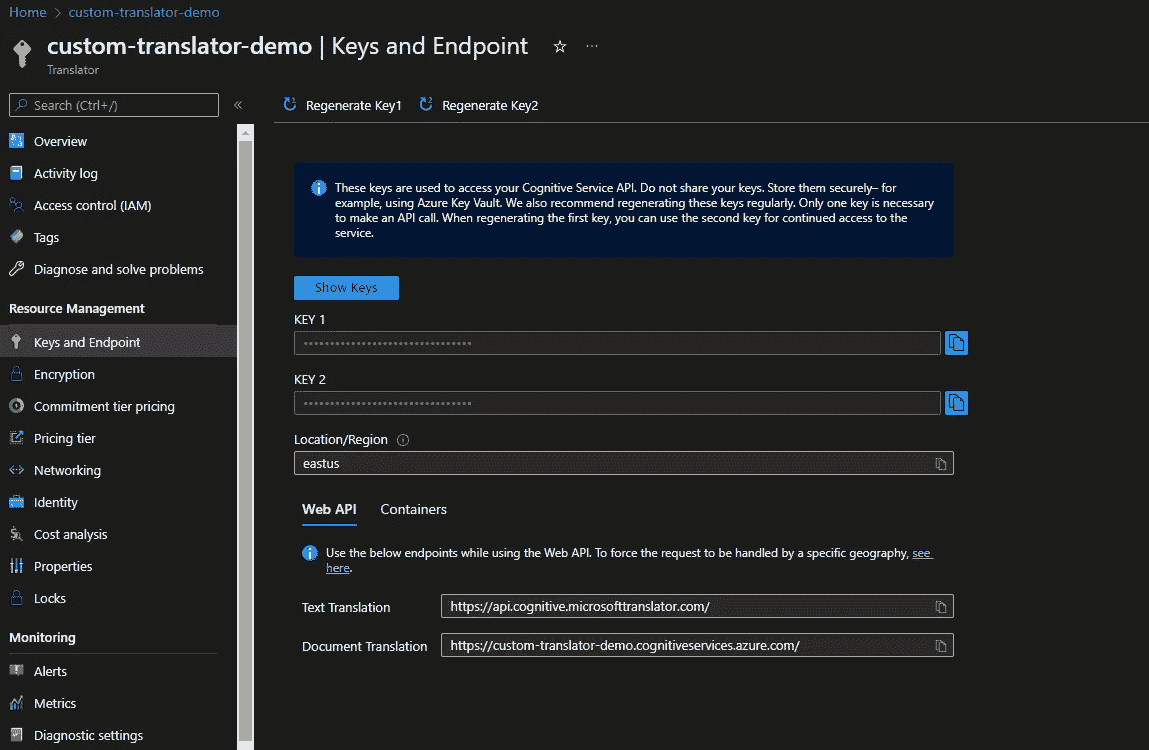 Home > custom-translator-demo
custom-translator-demo | Keys and Endpoint ☆ ···
Translator
Search (Ctrl+/) «
Overview
Activity log
Access control (IAM)
Tags
Diagnose and solve problems
Resource Management
Keys and Endpoint
Encryption
Commitment tier pricing
Pricing tier
Networking
Identity
Cost analysis
Properties
Locks
Monitoring
Alerts
Metrics
Diagnostic settings
Regenerate Key1 Regenerate Key2
These keys are used to access your Cognitive Service API. Do not share your keys. Store them securely– for
example, using Azure Key Vault. We also recommend regenerating these keys regularly. Only one key is necessary
to make an API call. When regenerating the first key, you can use the second key for continued access to the
service.
Show Keys
KEY 1
••••••••••••••••••••••••••••••••
KEY 2
••••••••••••••••••••••••••••••••
Location/Region
eastus
Web API Containers
Use the below endpoints while using the Web API. To force the request to be handled by a specific geography, see
here.
Text Translation https://api.cognitive.microsofttranslator.com/
Document Translation https://custom-translator-demo.cognitiveservices.azure.com/